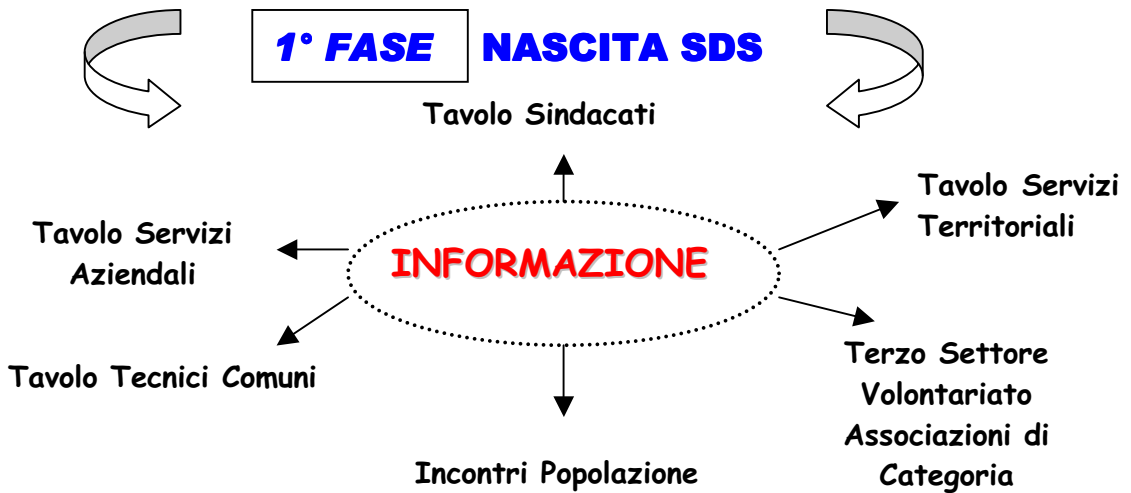 1° FASE NASCITA SDS
Tavolo Sindacati
Tavolo Servizi
Territoriali
Tavolo Servizi
Aziendali
INFORMAZIONE
Tavolo Tecnici Comuni
Terzo Settore
Volontariato
Associazioni di
Categoria
Incontri Popolazione